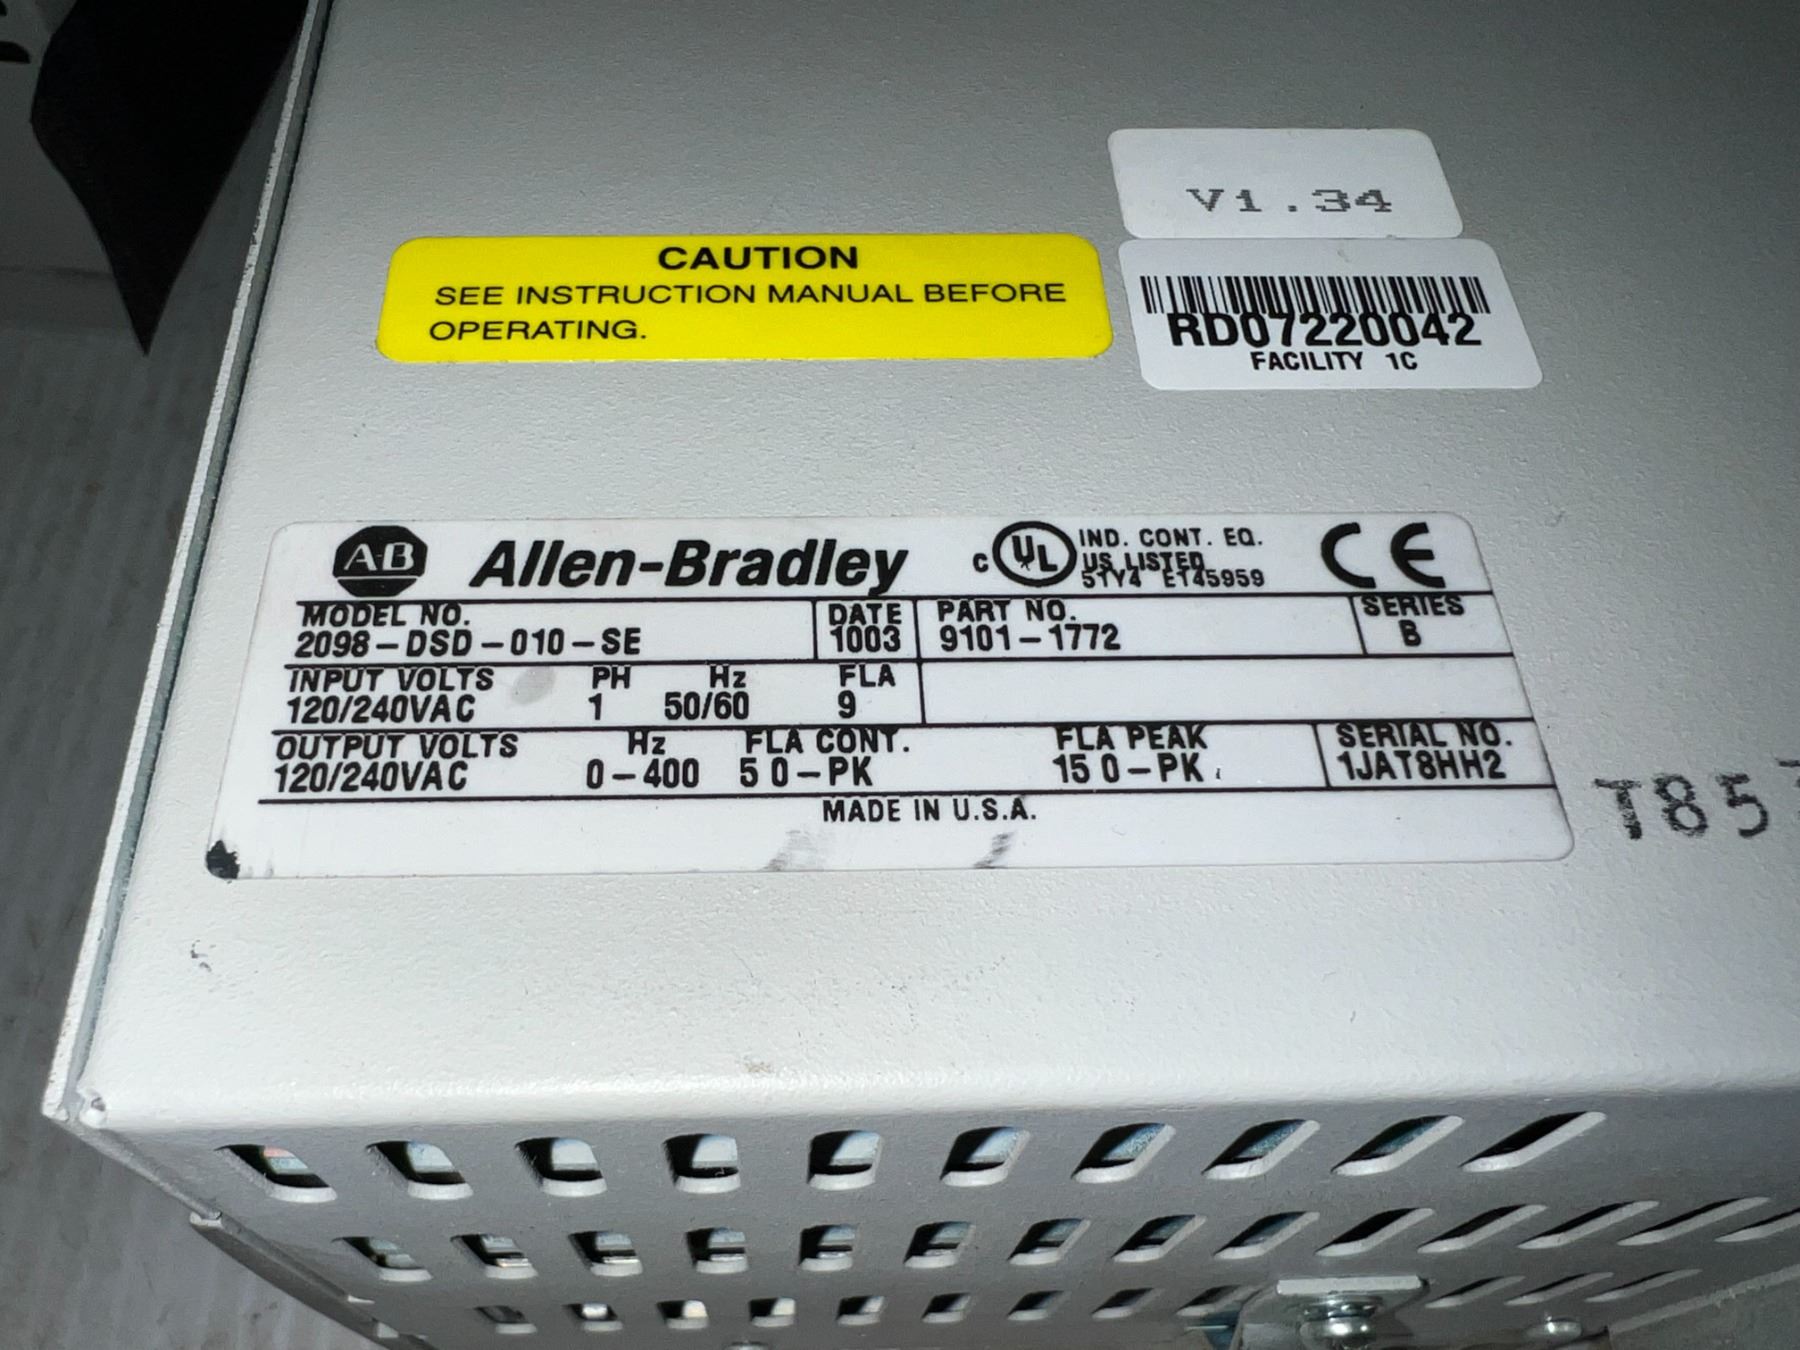 V1.34
CAUTION
SEE INSTRUCTION MANUAL BEFORE
OPERATING.
RD07220042
FACILITY 1C
AB Allen-Bradley
C UL IND. CONT. EQ.
US LISTED
51Y4 E145959
CE
MODEL NO. DATE PART NO. SERIES
2098-DSD-010-SE 1003 9101-1772 B
INPUT VOLTS PH Hz FLA
120/240VAC 1 50/60 9
OUTPUT VOLTS Hz FLA CONT. FLA PEAK SERIAL NO.
120/240VAC 0-400 5 0-PK 15 0-PK 1JAT8HH2
MADE IN U.S.A.